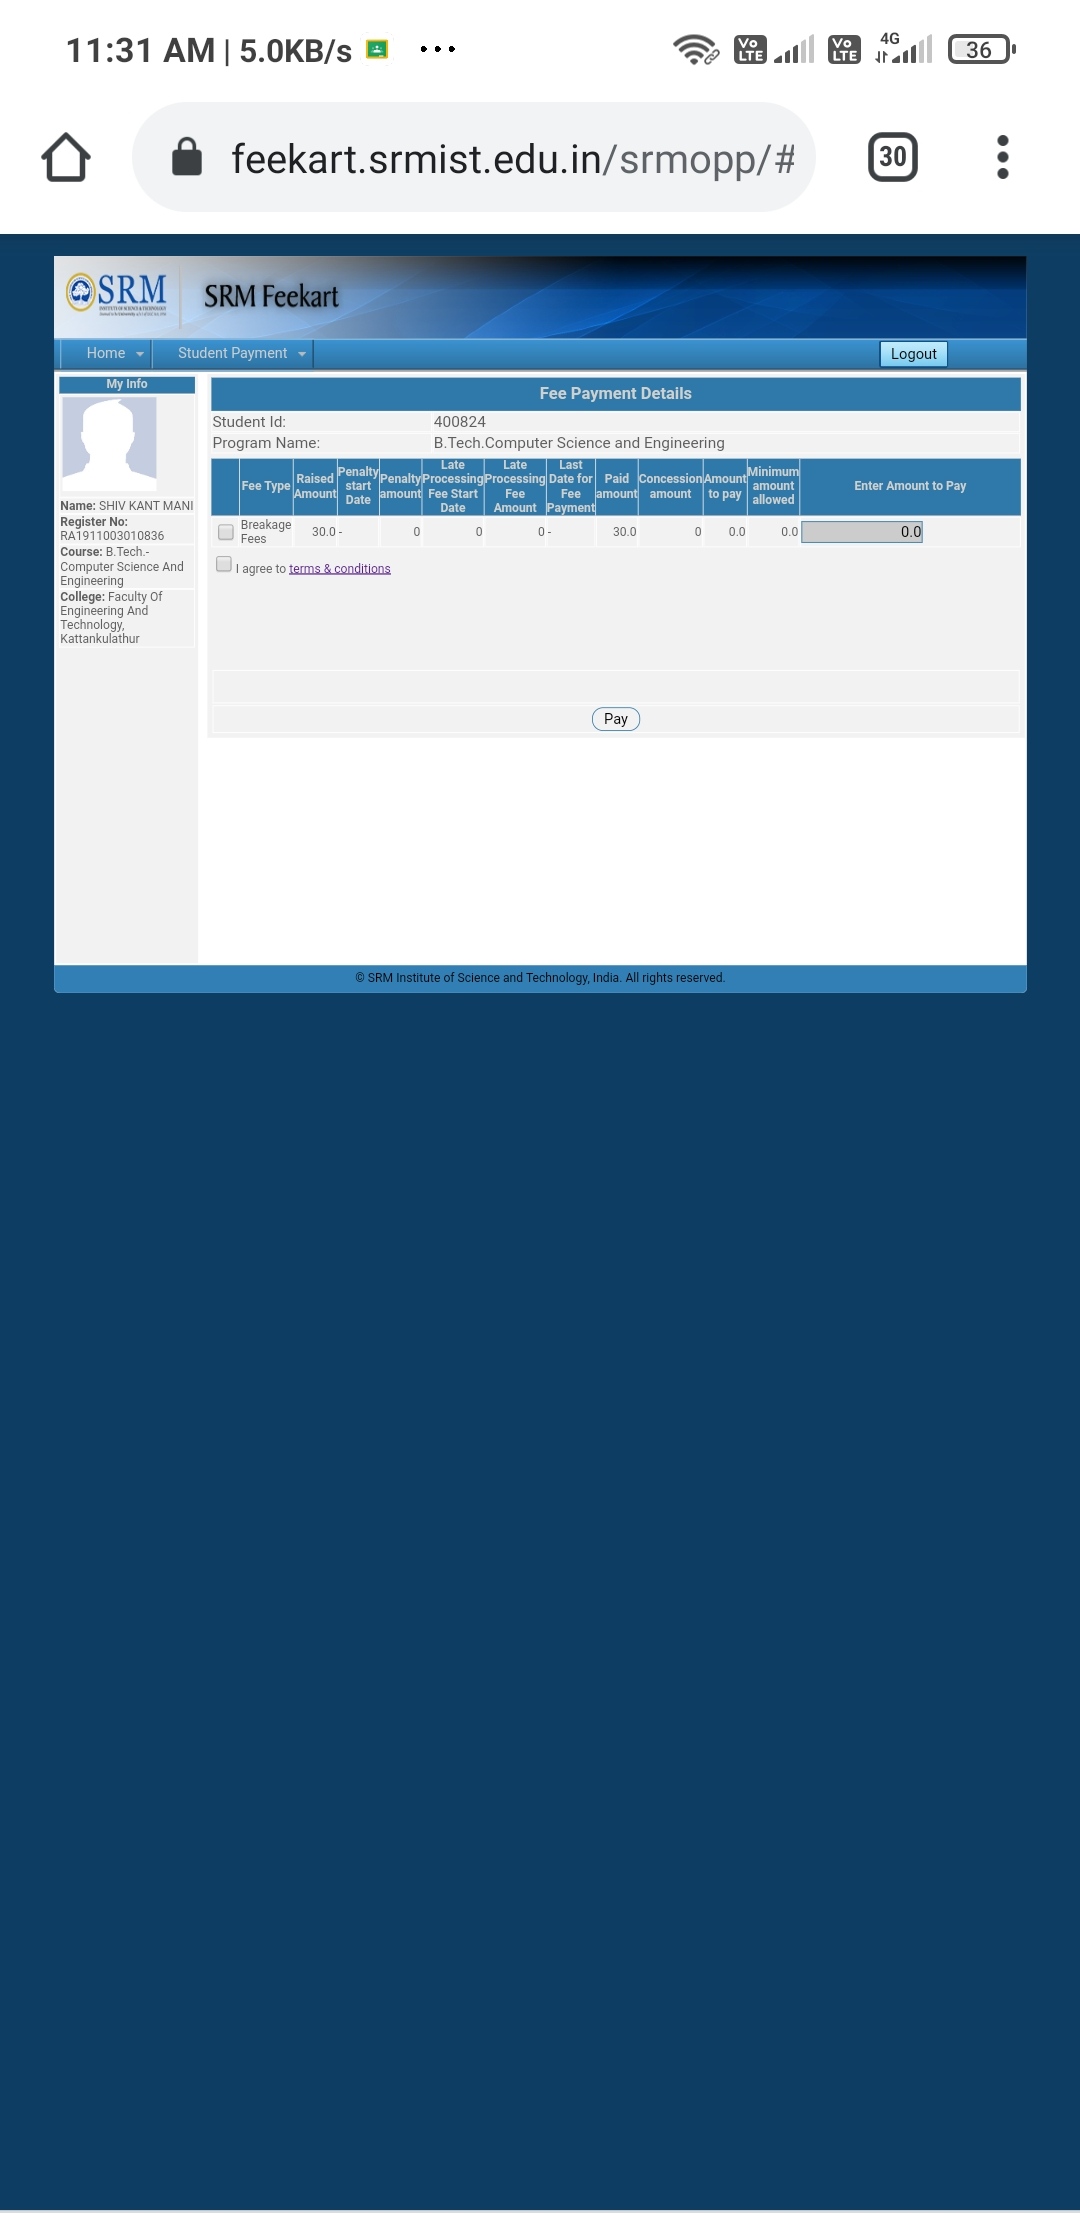 11:31 AM | 5.0KB/s
Vo LTE
Vo LTE
4G
36
feekart.srmist.edu.in/srmopp/#
30
SRM
SRM Feekart
Home
Student Payment
Logout
My Info
Name: SHIV KANT MANI
Register No:
RA1911003010836
Course: B.Tech.-
Computer Science And
Engineering
College: Faculty Of
Engineering And
Technology,
Kattankulathur
Fee Payment Details
Student Id: 400824
Program Name: B.Tech.Computer Science and Engineering
Fee Type
Raised Amount
Penalty start Date
Penalty amount
Late Processing Fee Start Date
Late Processing Fee Amount
Last Date for Fee Payment
Paid amount
Concession amount
Amount to pay
Minimum amount allowed
Enter Amount to Pay
Breakage Fees 30.0 - 0 0 0 - 30.0 0 0.0 0.0 0.0
I agree to terms & conditions
Pay
© SRM Institute of Science and Technology, India. All rights reserved.